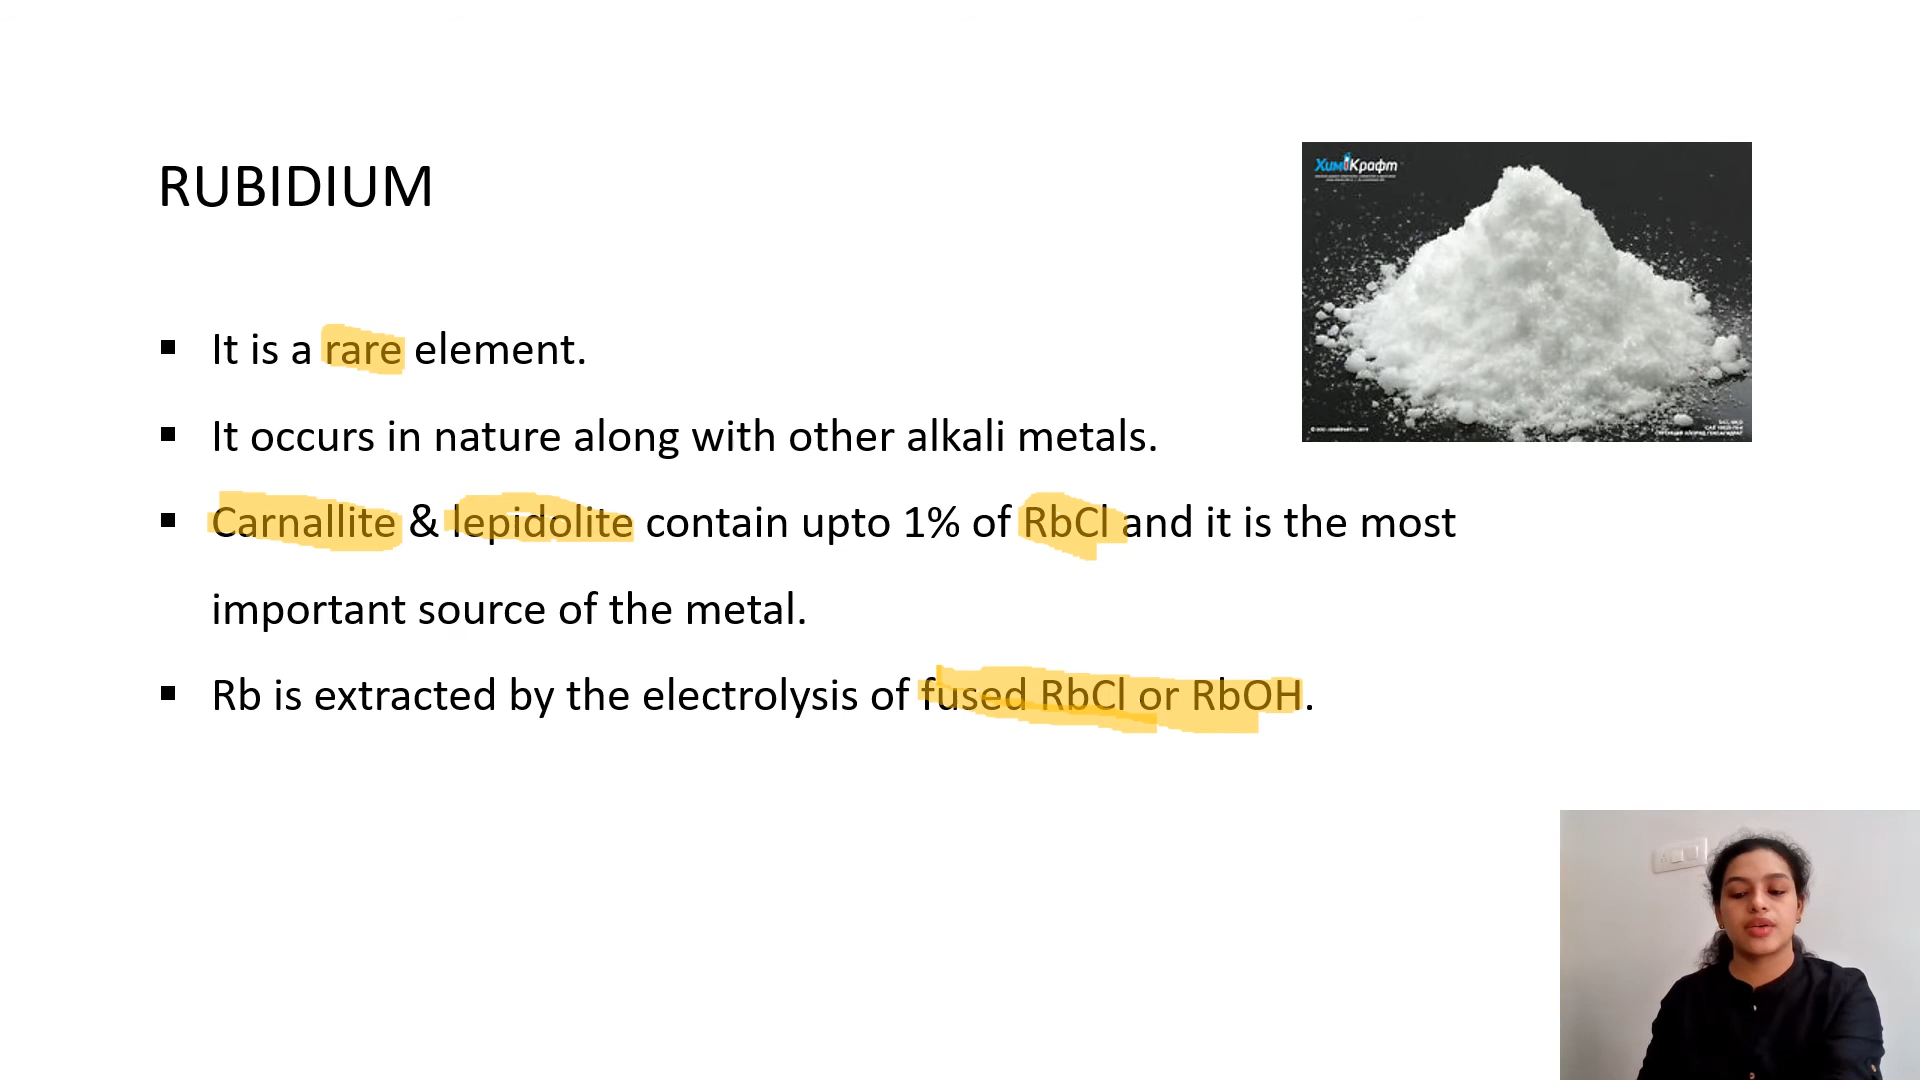 RUBIDIUM
ХимКрафт
▪ It is a rare element.
▪ It occurs in nature along with other alkali metals.
▪ Carnallite & lepidolite contain upto 1% of RbCl and it is the most
important source of the metal.
▪ Rb is extracted by the electrolysis of fused RbCl or RbOH.